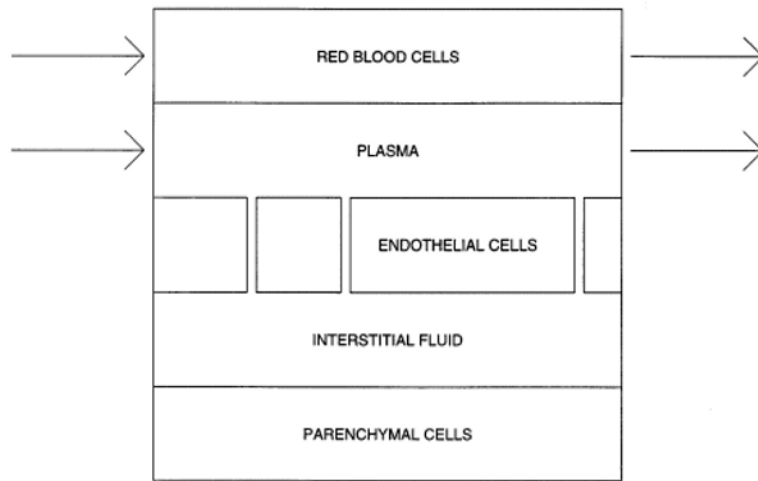 RED BLOOD CELLS
PLASMA
ENDOTHELIAL CELLS
INTERSTITIAL FLUID
PARENCHYMAL CELLS